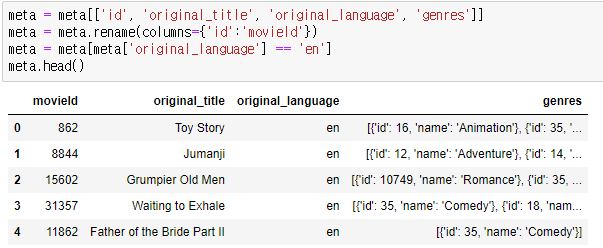 meta = meta[['id', 'original_title', 'original_language', 'genres']]
meta = meta.rename(columns={'id':'movieId'})
meta = meta[meta['original_language'] == 'en']
meta.head()
movieId original_title original_language genres
0 862 Toy Story en [{'id': 16, 'name': 'Animation'}, {'id': 35, '...
1 8844 Jumanji en [{'id': 12, 'name': 'Adventure'}, {'id': 14, '...
2 15602 Grumpier Old Men en [{'id': 10749, 'name': 'Romance'}, {'id': 35, ...
3 31357 Waiting to Exhale en [{'id': 35, 'name': 'Comedy'}, {'id': 18, 'nam...
4 11862 Father of the Bride Part II en [{'id': 35, 'name': 'Comedy'}]